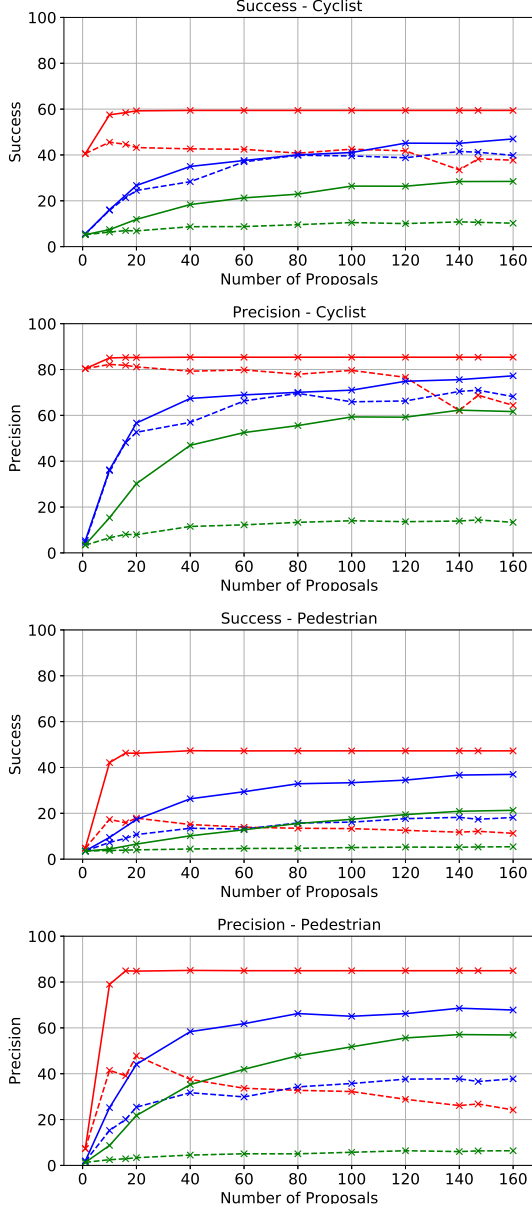 Success - Cyclist
100
80
60
40
20
0
Success
0 20 40 60 80 100 120 140 160
Number of Proposals
Precision - Cyclist
100
80
60
40
20
0
Precision
0 20 40 60 80 100 120 140 160
Number of Proposals
Success - Pedestrian
100
80
60
40
20
0
Success
0 20 40 60 80 100 120 140 160
Number of Proposals
Precision - Pedestrian
100
80
60
40
20
0
Precision
0 20 40 60 80 100 120 140 160
Number of Proposals